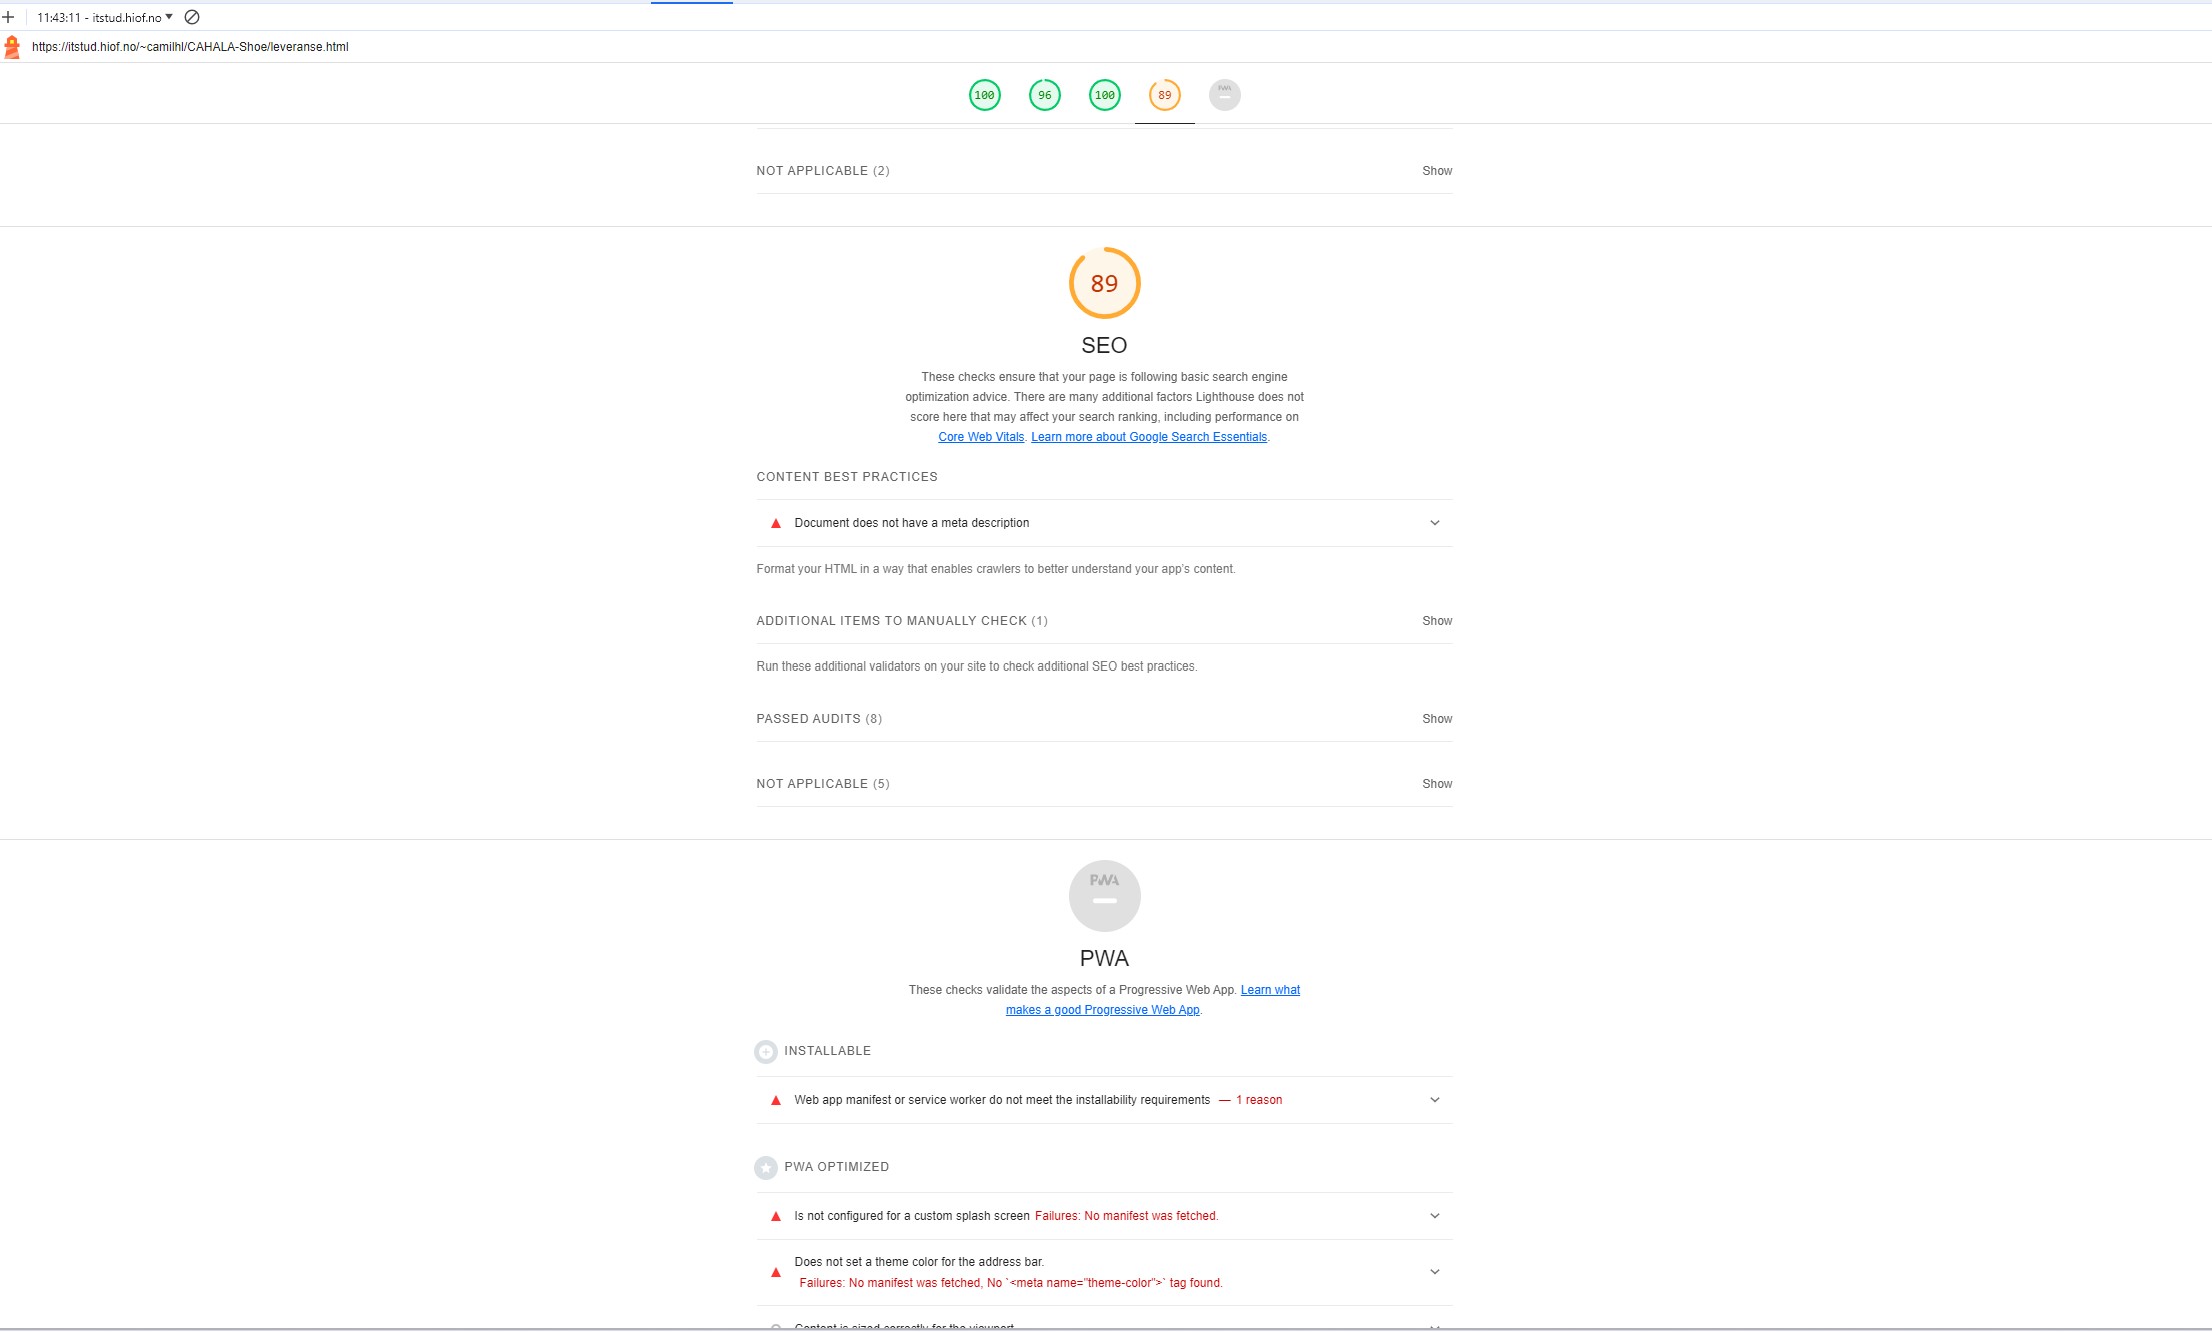 11:43:11 - itstud.hiof.no
https://itstud.hiof.no/~camilhl/CAHALA-Shoe/leveranse.html
100 96 100 89 PWA
NOT APPLICABLE (2) Show
89
SEO
These checks ensure that your page is following basic search engine
optimization advice. There are many additional factors Lighthouse does not
score here that may affect your search ranking, including performance on
Core Web Vitals. Learn more about Google Search Essentials.
CONTENT BEST PRACTICES
Document does not have a meta description
Format your HTML in a way that enables crawlers to better understand your app's content.
ADDITIONAL ITEMS TO MANUALLY CHECK (1) Show
Run these additional validators on your site to check additional SEO best practices.
PASSED AUDITS (8) Show
NOT APPLICABLE (5) Show
PWA
PWA
These checks validate the aspects of a Progressive Web App. Learn what
makes a good Progressive Web App.
INSTALLABLE
Web app manifest or service worker do not meet the installability requirements — 1 reason
PWA OPTIMIZED
Is not configured for a custom splash screen Failures: No manifest was fetched.
Does not set a theme color for the address bar.
Failures: No manifest was fetched, No `<meta name="theme-color">` tag found.
Content is sized correctly for the viewport